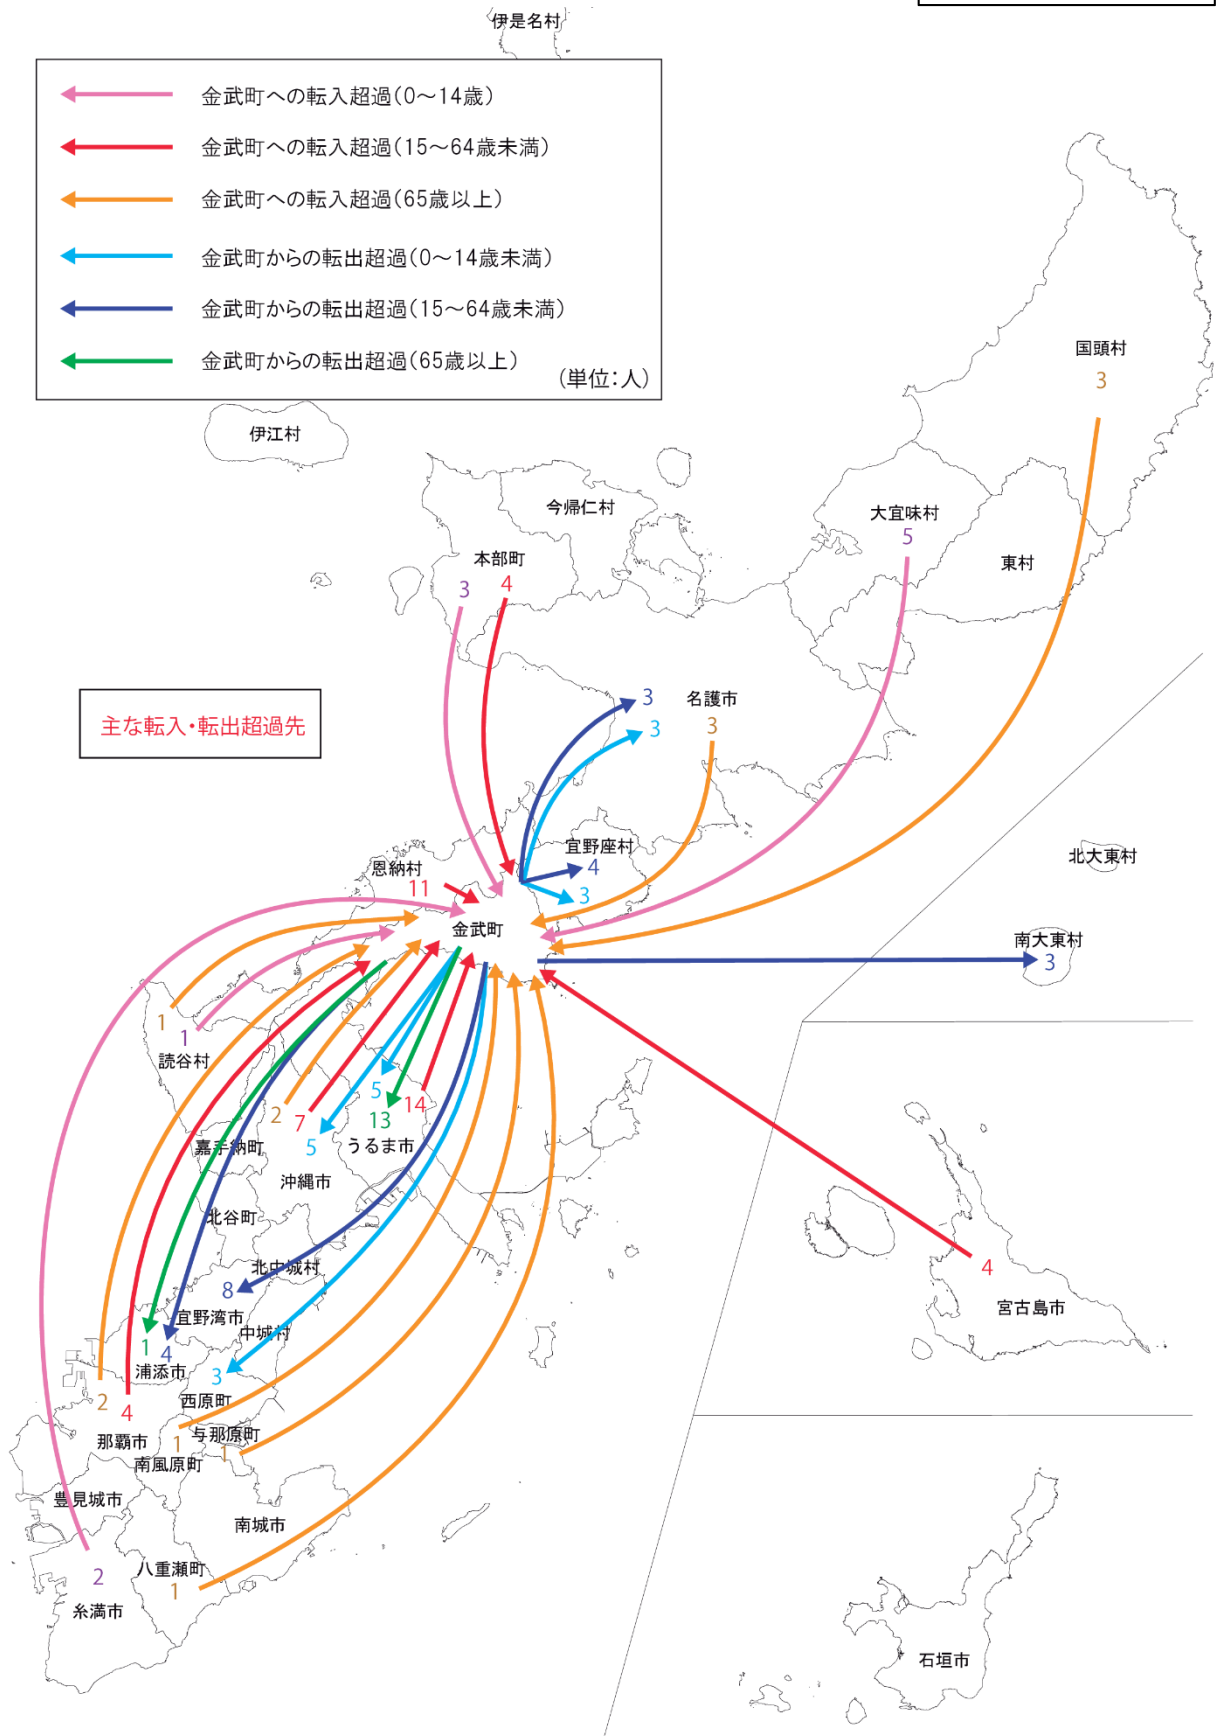 伊是名村
金武町への転入超過(0～14歳)
金武町への転入超過(15～64歳未満)
金武町への転入超過(65歳以上)
金武町からの転出超過(0～14歳未満)
金武町からの転出超過(15～64歳未満)
金武町からの転出超過(65歳以上)
(単位:人)
国頭村
3
伊江村
今帰仁村
大宜味村
5
本部町
3
4
東村
主な転入・転出超過先
3
3
名護市
3
宜野座村
4
3
恩納村
11
金武町
北大東村
南大東村
3
1
1
読谷村
2
7
5
5
13
14
うるま市
嘉手納町
沖縄市
北谷町
北中城村
8
宜野湾市
中城村
1
4
浦添市
3
西原町
2
4
那覇市
1
与那原町
1
南風原町
豊見城市
南城市
八重瀬町
1
2
糸満市
4
宮古島市
石垣市